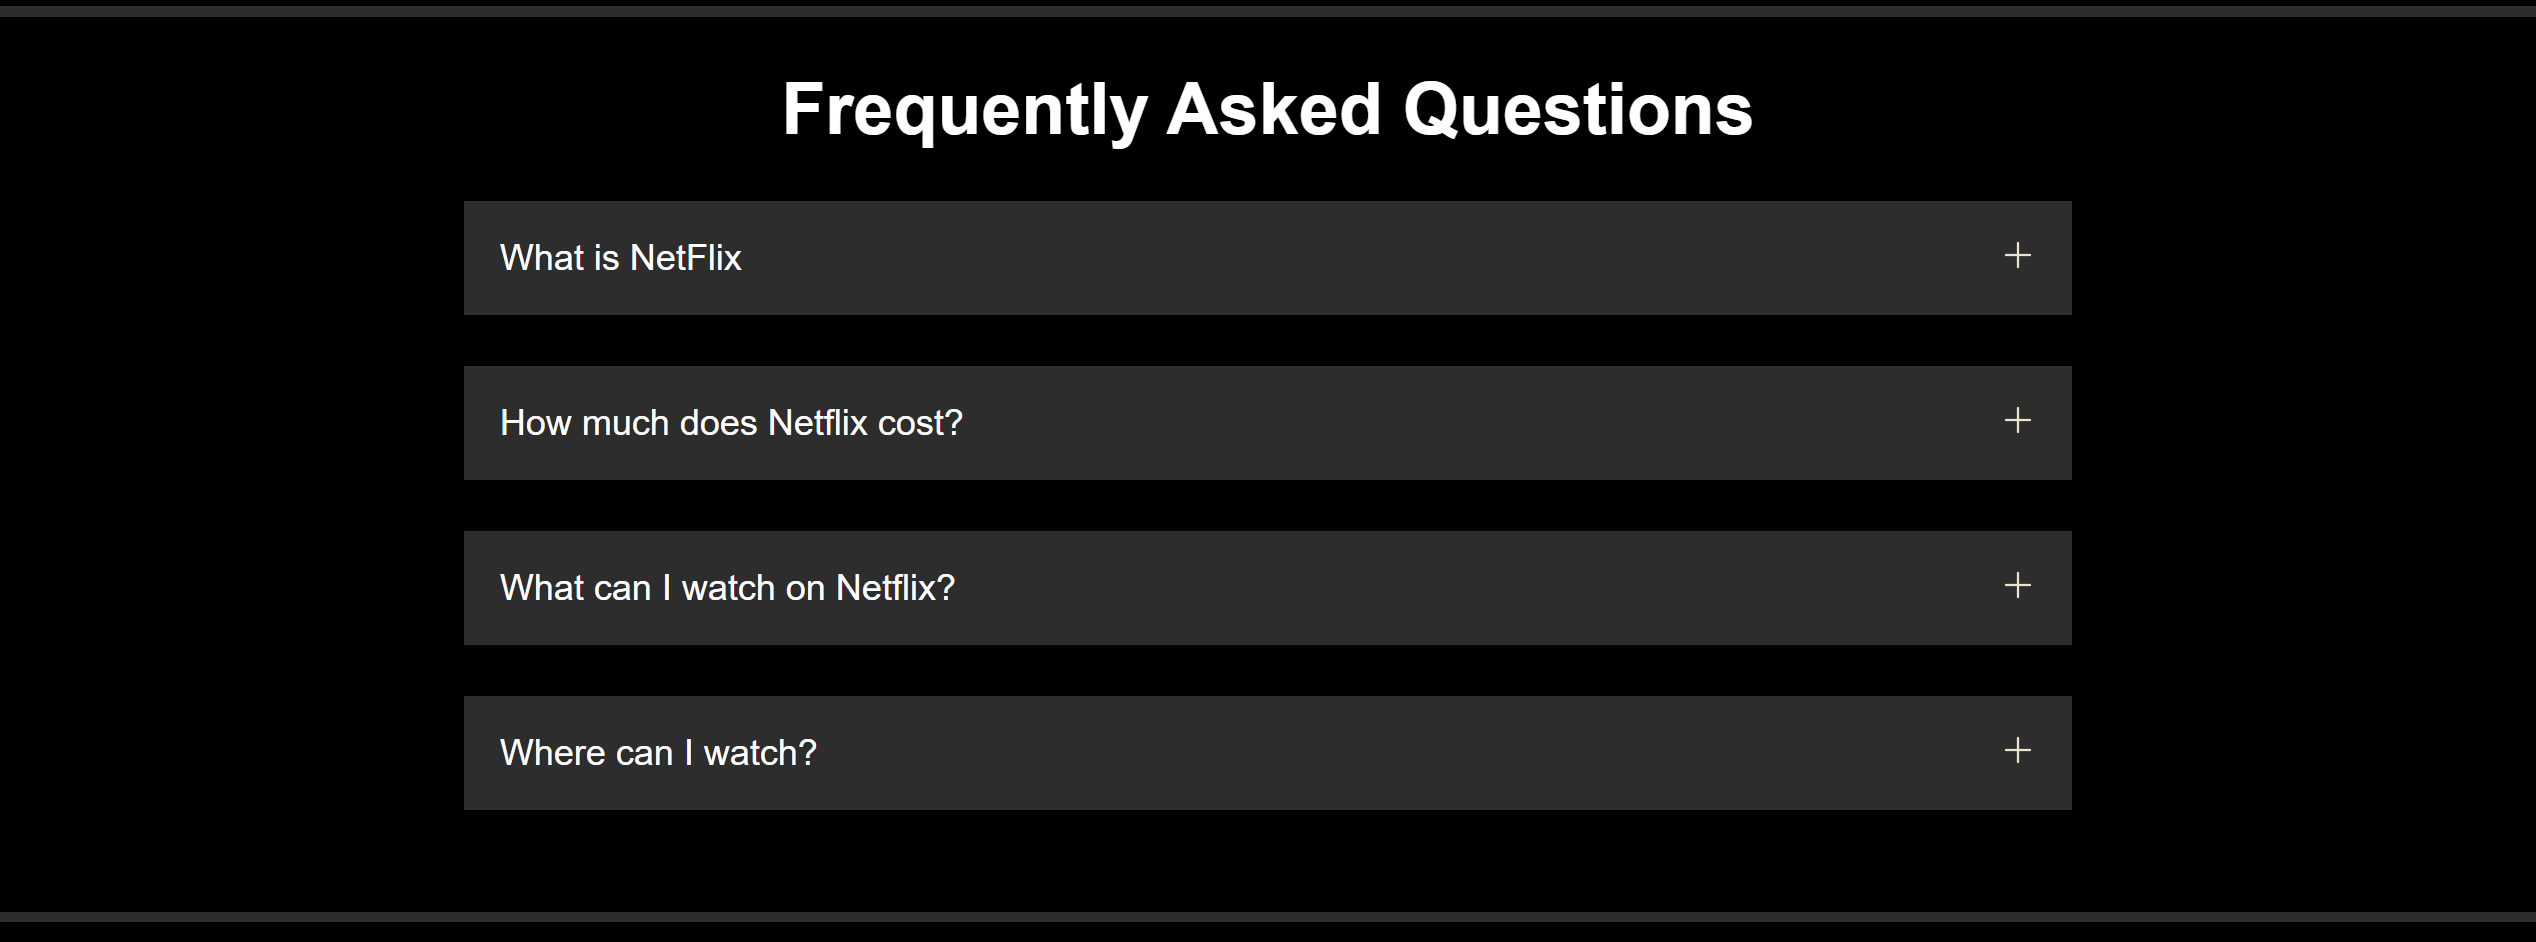 Frequently Asked Questions
What is NetFlix
How much does Netflix cost?
What can I watch on Netflix?
Where can I watch?